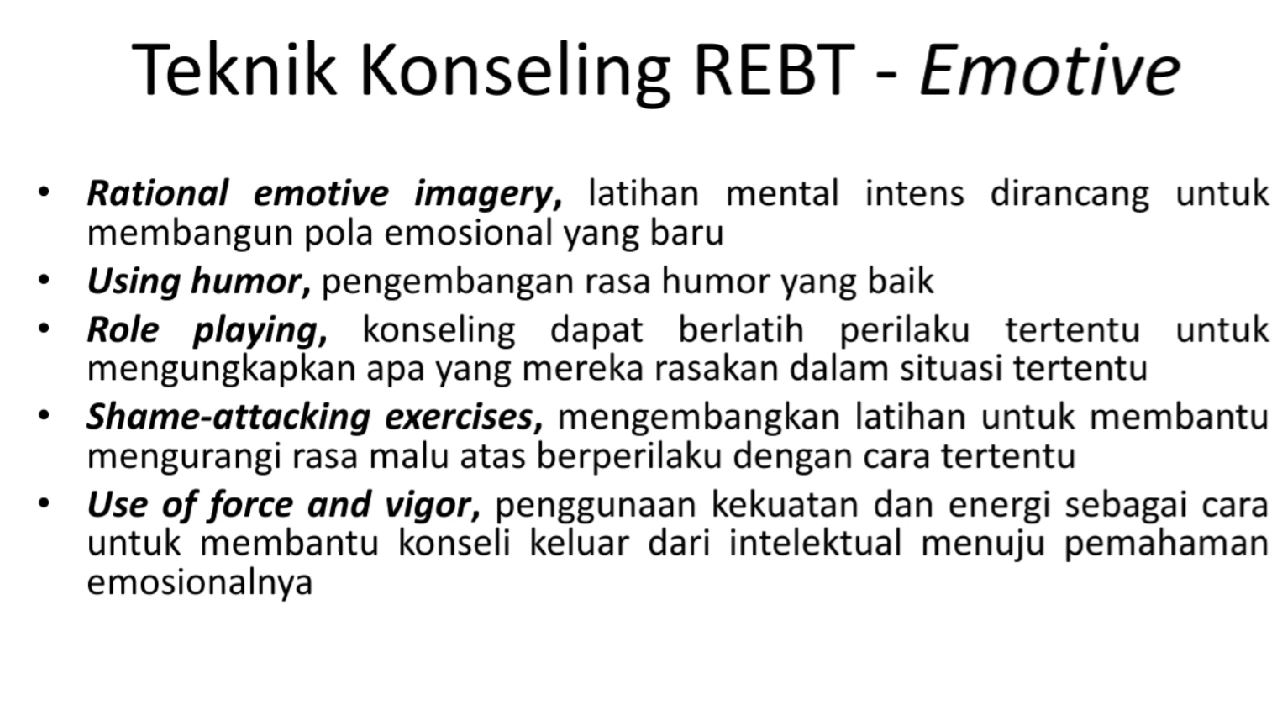 Teknik Konseling REBT - Emotive
• Rational emotive imagery, latihan mental intens dirancang untuk
membangun pola emosional yang baru
• Using humor, pengembangan rasa humor yang baik
• Role playing, konseling dapat berlatih perilaku tertentu untuk
mengungkapkan apa yang mereka rasakan dalam situasi tertentu
• Shame-attacking exercises, mengembangkan latihan untuk membantu
mengurangi rasa malu atas berperilaku dengan cara tertentu
• Use of force and vigor, penggunaan kekuatan dan energi sebagai cara
untuk membantu konseli keluar dari intelektual menuju pemahaman
emosionalnya